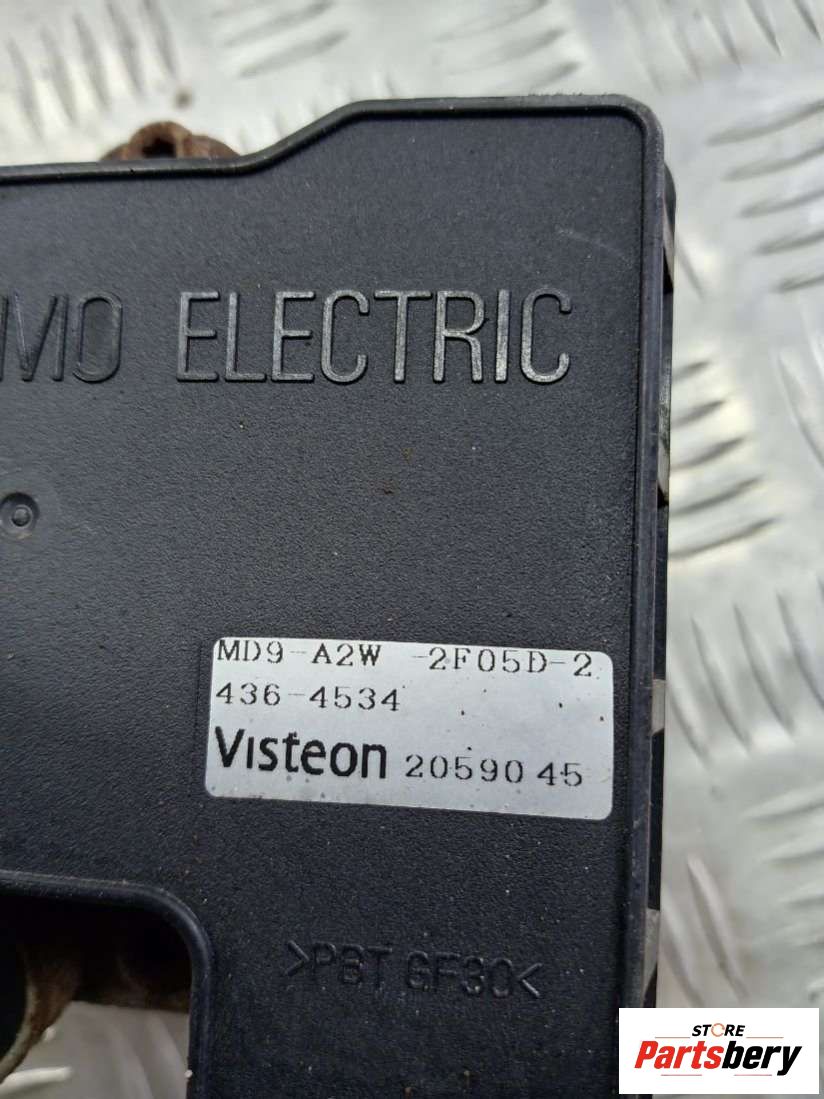 MO ELECTRIC
MD9-A2W -2F05D-2
436-4534
Visteon 20590 45
>PBT GF30<
STORE
Partsbery